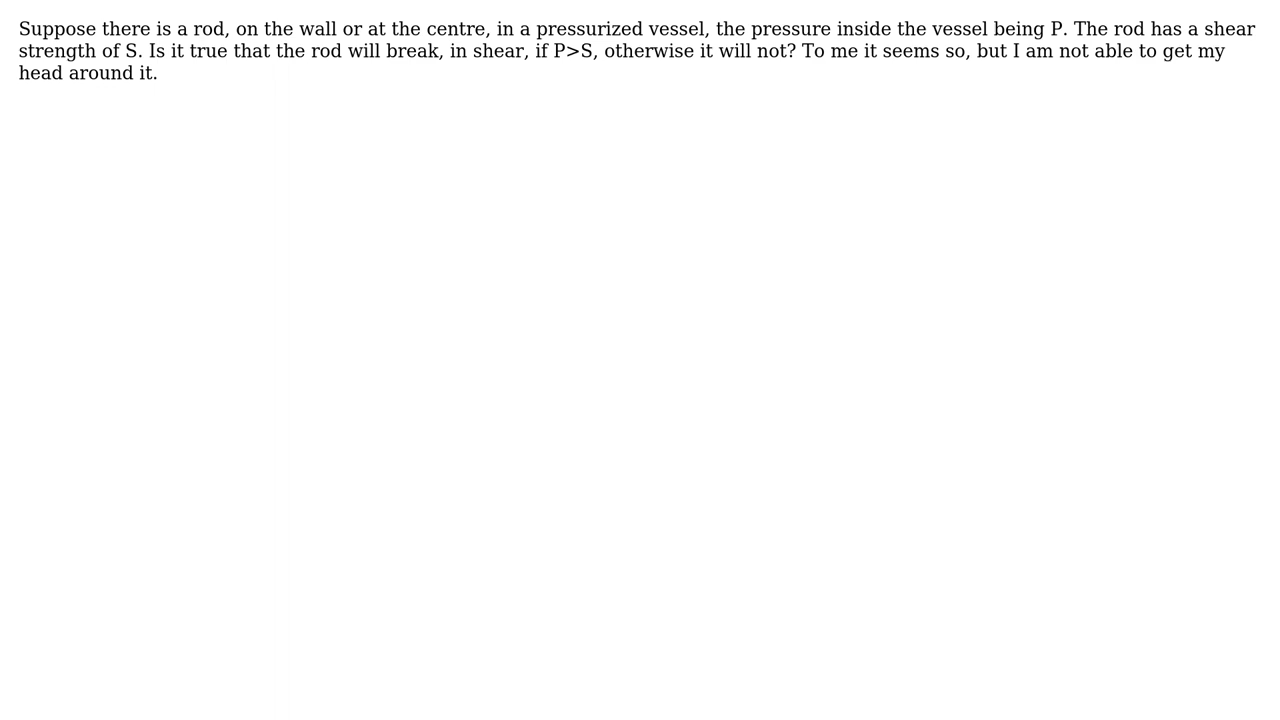 Suppose there is a rod, on the wall or at the centre, in a pressurized vessel, the pressure inside the vessel being P. The rod has a shear
strength of S. Is it true that the rod will break, in shear, if P>S, otherwise it will not? To me it seems so, but I am not able to get my
head around it.